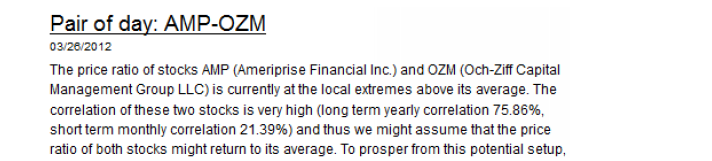 Pair of day: AMP-OZM
03/26/2012
The price ratio of stocks AMP (Ameriprise Financial Inc.) and OZM (Och-Ziff Capital
Management Group LLC) is currently at the local extremes above its average. The
correlation of these two stocks is very high (long term yearly correlation 75.86%,
short term monthly correlation 21.39%) and thus we might assume that the price
ratio of both stocks might return to its average. To prosper from this potential setup,